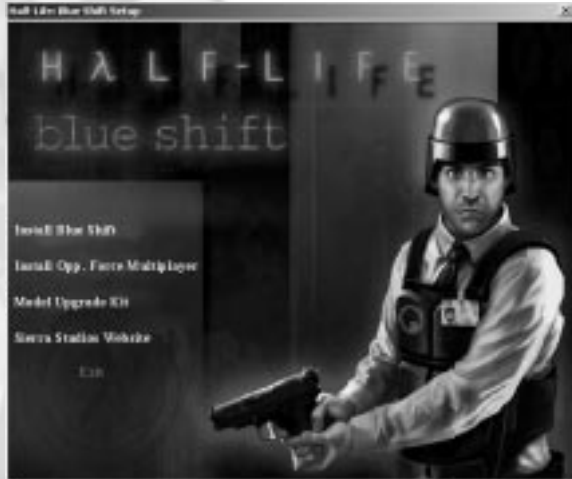 Half-Life: Blue Shift Setup
HλLF-LIFE
blue shift
Install Blue Shift
Install Opp. Force Multiplayer
Model Upgrade Kit
Sierra Studios Website
Exit